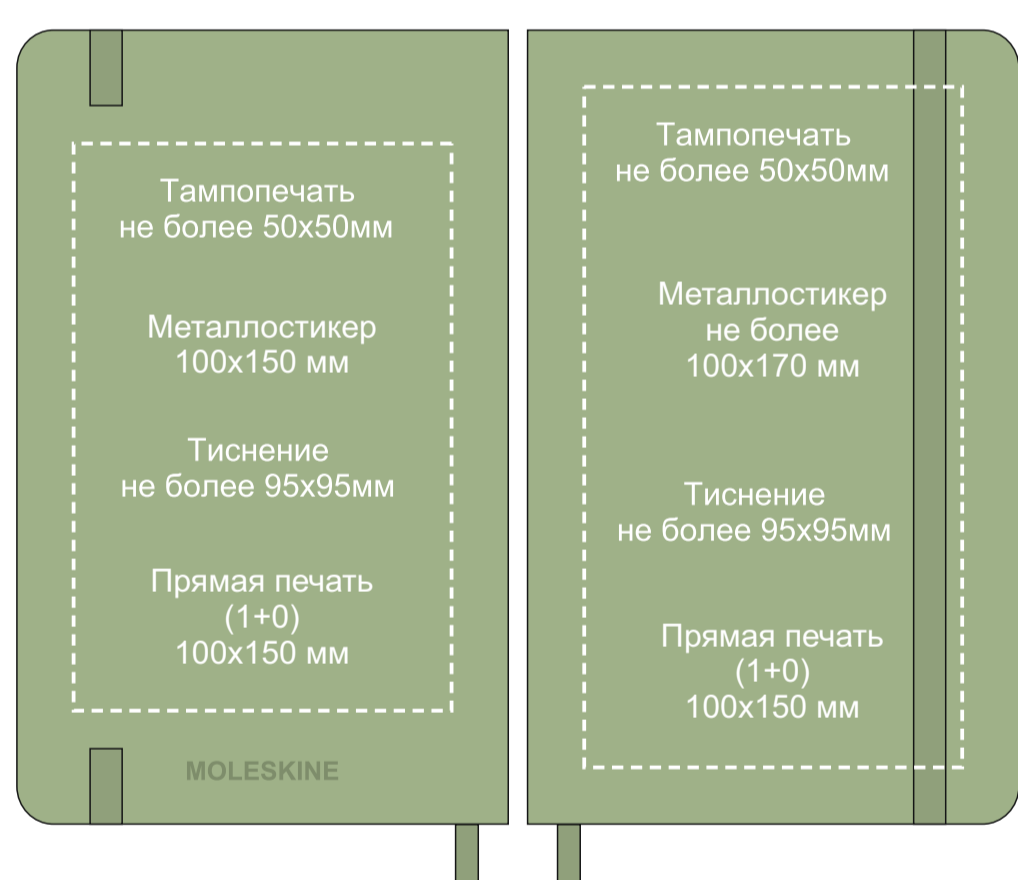 Тампопечать
не более 50х50мм
Металлостикер
100х150 мм
Тиснение
не более 95х95мм
Прямая печать
(1+0)
100х150 мм
MOLESKINE
Тампопечать
не более 50х50мм
Металлостикер
не более
100х170 мм
Тиснение
не более 95х95мм
Прямая печать
(1+0)
100х150 мм